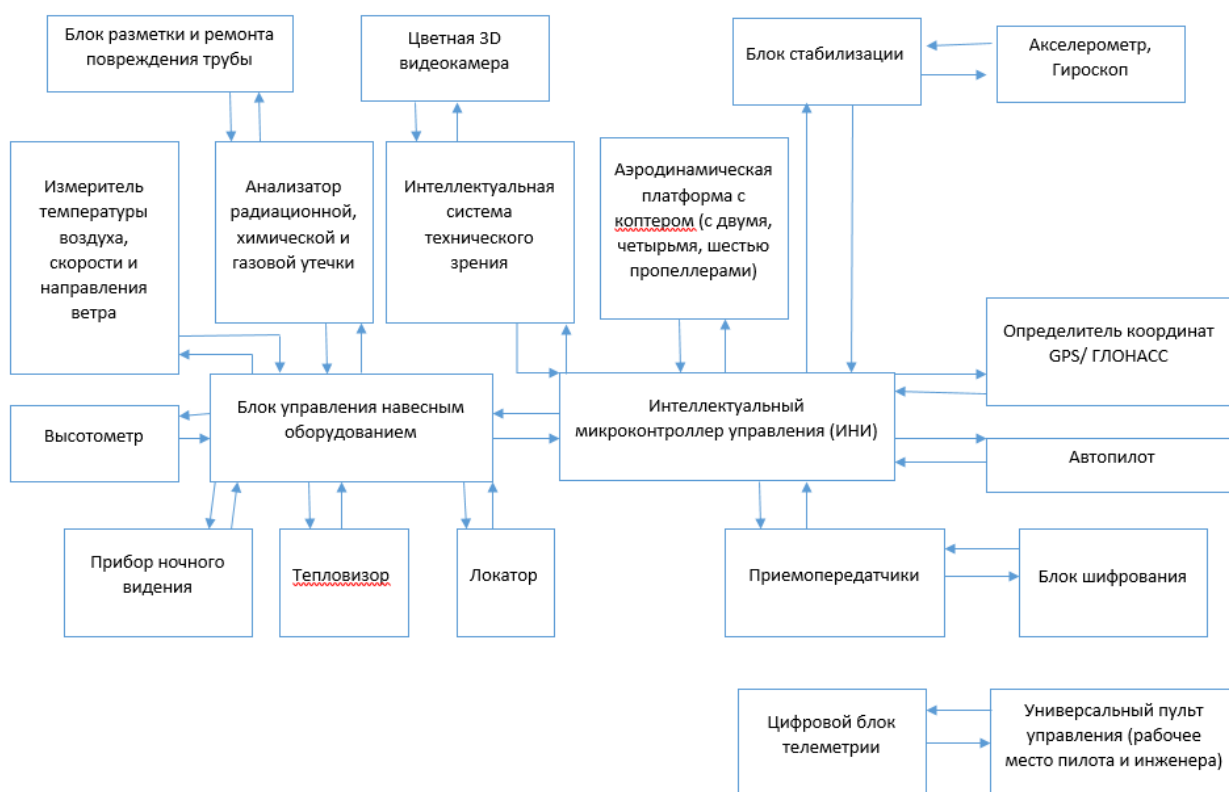 Блок разметки и ремонта
повреждения трубы
Цветная 3D
видеокамера
Блок стабилизации
Акселерометр,
Гироскоп
Измеритель
температуры
воздуха,
скорости и
направления
ветра
Анализатор
радиационной,
химической и
газовой утечки
Интеллектуальная
система
технического
зрения
Аэродинамическая
платформа с
коптером (с двумя,
четырьмя, шестью
пропеллерами)
Определитель координат
GPS/ ГЛОНАСС
Высотометр
Блок управления навесным
оборудованием
Интеллектуальный
микроконтроллер управления (ИНИ)
Автопилот
Прибор ночного
видения
Тепловизор
Локатор
Приемопередатчики
Блок шифрования
Цифровой блок
телеметрии
Универсальный пульт
управления (рабочее
место пилота и инженера)